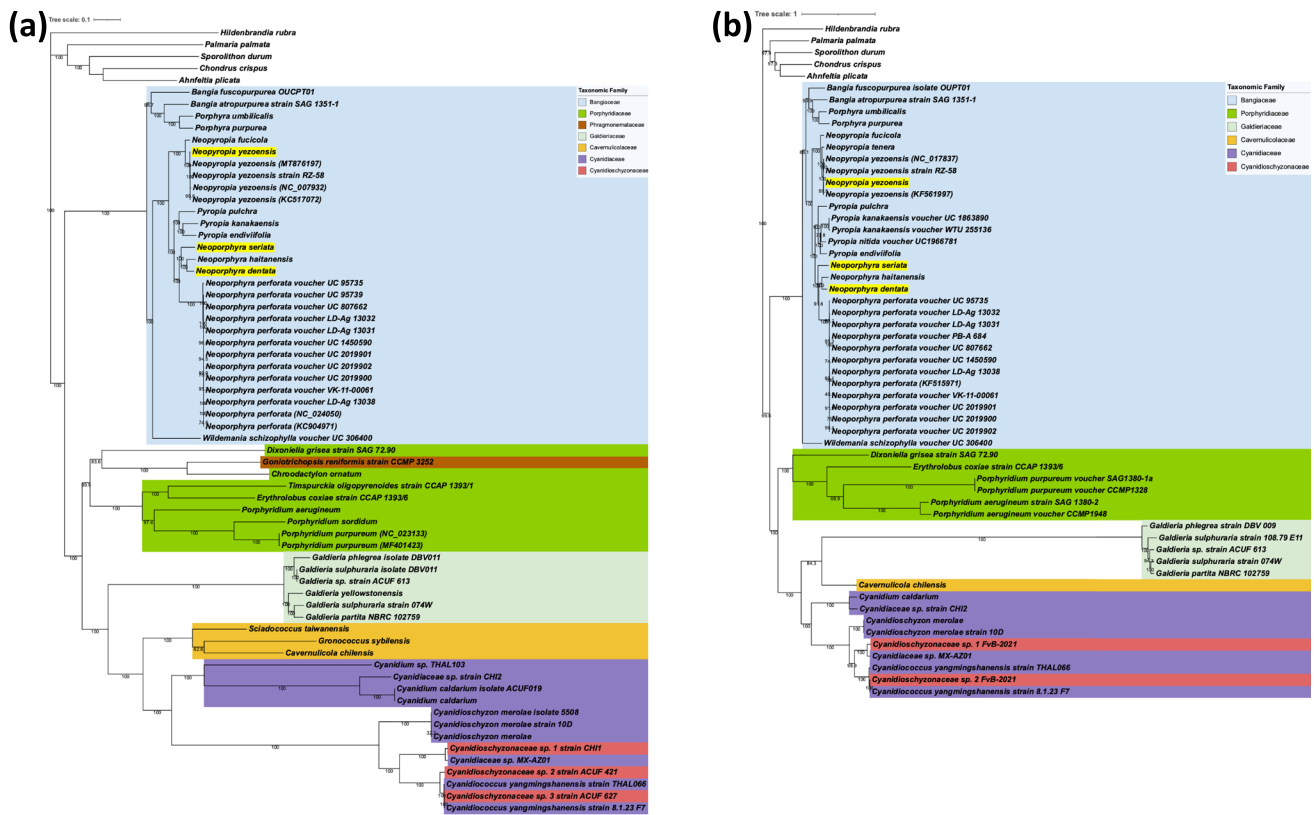 (a)
Tree scale: 0.1
Hildenbrandia rubra
Palmaria palmata
Sporolithon durum
Chondrus crispus
Ahnfeltia plicata
Bangia fuscopurpurea OUCPT01
Bangia atropurpurea strain SAG 1351-1
Porphyra umbilicalis
Porphyra purpurea
Neopyropia fucicola
Neopyropia yezoensis
Neopyropia yezoensis (MT876197)
Neopyropia yezoensis strain RZ-58
Neopyropia yezoensis (NC_007932)
Neopyropia yezoensis (KC517072)
Pyropia pulchra
Pyropia kanakaensis
Pyropia endiviifolia
Neoporphyra seriata
Neoporphyra haitanensis
Neoporphyra dentata
Neoporphyra perforata voucher UC 95735
Neoporphyra perforata voucher UC 95739
Neoporphyra perforata voucher UC 807662
Neoporphyra perforata voucher LD-Ag 13032
Neoporphyra perforata voucher LD-Ag 13031
Neoporphyra perforata voucher UC 1450590
Neoporphyra perforata voucher UC 2019901
Neoporphyra perforata voucher UC 2019902
Neoporphyra perforata voucher UC 2019900
Neoporphyra perforata voucher VK-11-00061
Neoporphyra perforata voucher LD-Ag 13038
Neoporphyra perforata (NC_024050)
Neoporphyra perforata (KC904971)
Wildemania schizophylla voucher UC 306400
Dixoniella grisea strain SAG 72.90
Goniotrichopsis reniformis strain CCMP 3252
Chroodactylon ornatum
Timspurckia oligopyrenoides strain CCAP 1393/1
Erythrolobus coxiae strain CCAP 1393/6
Porphyridium aerugineum
Porphyridium sordidum
Porphyridium purpureum (NC_023133)
Porphyridium purpureum (MF401423)
Galdieria phlegrea isolate DBV011
Galdieria sulphuraria isolate DBV011
Galdieria sp. strain ACUF 613
Galdieria yellowstonensis
Galdieria sulphuraria strain 074W
Galdieria partita NBRC 102759
Sciadococcus taiwanensis
Gronococcus sybilensis
Cavernulicola chilensis
Cyanidium sp. THAL103
Cyanidiaceae sp. strain CHI2
Cyanidium caldarium isolate ACUF019
Cyanidium caldarium
Cyanidioschyzon merolae isolate 5508
Cyanidioschyzon merolae strain 10D
Cyanidioschyzon merolae
Cyanidioschyzonaceae sp. 1 strain CHI1
Cyanidiaceae sp. MX-AZ01
Cyanidioschyzonaceae sp. 2 strain ACUF 421
Cyanidiococcus yangmingshanensis strain THAL066
Cyanidioschyzonaceae sp. 3 strain ACUF 627
Cyanidiococcus yangmingshanensis strain 8.1.23 F7
Taxonomic Family
Bangiaceae
Porphyridiaceae
Phragmonemataceae
Galdieriaceae
Cavernulicolaceae
Cyanidiaceae
Cyanidioschyzonaceae
(b)
Tree scale: 1
Hildenbrandia rubra
Palmaria palmata
Sporolithon durum
Chondrus crispus
Ahnfeltia plicata
Bangia fuscopurpurea isolate OUPT01
Bangia atropurpurea strain SAG 1351-1
Porphyra umbilicalis
Porphyra purpurea
Neopyropia fucicola
Neopyropia tenera
Neopyropia yezoensis (NC_017837)
Neopyropia yezoensis strain RZ-58
Neopyropia yezoensis
Neopyropia yezoensis (KF561997)
Pyropia pulchra
Pyropia kanakaensis voucher UC 1863890
Pyropia kanakaensis voucher WTU 255136
Pyropia nitida voucher UC1966781
Pyropia endiviifolia
Neoporphyra seriata
Neoporphyra haitanensis
Neoporphyra dentata
Neoporphyra perforata voucher UC 95735
Neoporphyra perforata voucher LD-Ag 13032
Neoporphyra perforata voucher LD-Ag 13031
Neoporphyra perforata voucher PB-A 684
Neoporphyra perforata voucher UC 807662
Neoporphyra perforata voucher UC 1450590
Neoporphyra perforata voucher LD-Ag 13038
Neoporphyra perforata (KF515971)
Neoporphyra perforata voucher VK-11-00061
Neoporphyra perforata voucher UC 2019901
Neoporphyra perforata voucher UC 2019900
Neoporphyra perforata voucher UC 2019902
Wildemania schizophylla voucher UC 306400
Dixoniella grisea strain SAG 72.90
Erythrolobus coxiae strain CCAP 1393/6
Porphyridium purpureum voucher SAG1380-1a
Porphyridium purpureum voucher CCMP1328
Porphyridium aerugineum strain SAG 1380-2
Porphyridium aerugineum voucher CCMP1948
Galdieria phlegrea strain DBV 009
Galdieria sulphuraria strain 108.79 E11
Galdieria sp. strain ACUF 613
Galdieria sulphuraria strain 074W
Galdieria partita NBRC 102759
Cavernulicola chilensis
Cyanidium caldarium
Cyanidiaceae sp. strain CHI2
Cyanidioschyzon merolae
Cyanidioschyzon merolae strain 10D
Cyanidioschyzonaceae sp. 1 FvB-2021
Cyanidiaceae sp. MX-AZ01
Cyanidiococcus yangmingshanensis strain THAL066
Cyanidioschyzonaceae sp. 2 FvB-2021
Cyanidiococcus yangmingshanensis strain 8.1.23 F7
Taxonomic Family
Bangiaceae
Porphyridiaceae
Galdieriaceae
Cavernulicolaceae
Cyanidiaceae
Cyanidioschyzonaceae